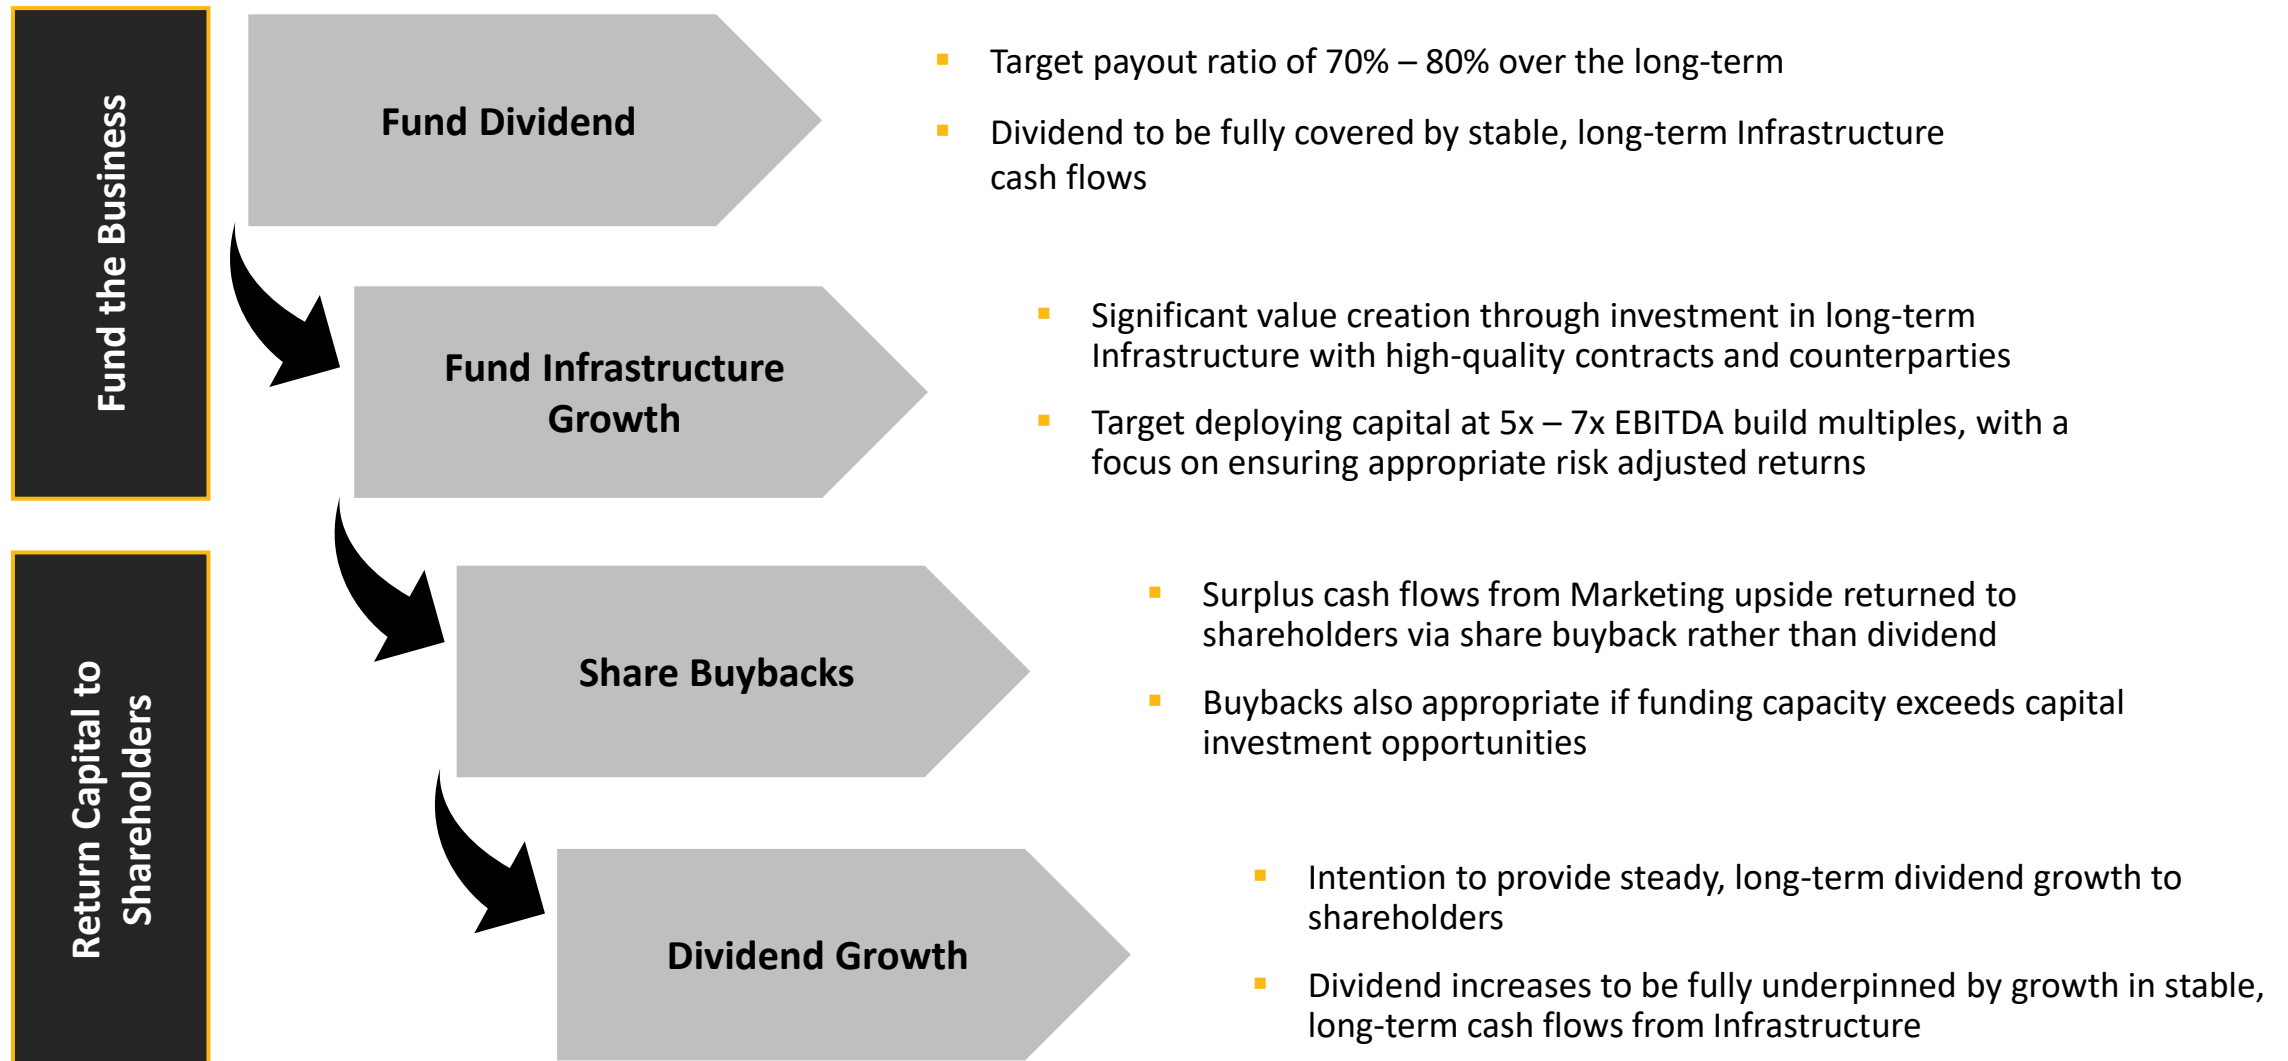 Fund the Business
Fund Dividend
▪ Target payout ratio of 70% – 80% over the long-term
▪ Dividend to be fully covered by stable, long-term Infrastructure
cash flows
Fund Infrastructure
Growth
▪ Significant value creation through investment in long-term
Infrastructure with high-quality contracts and counterparties
▪ Target deploying capital at 5x – 7x EBITDA build multiples, with a
focus on ensuring appropriate risk adjusted returns
Return Capital to
Shareholders
Share Buybacks
▪ Surplus cash flows from Marketing upside returned to
shareholders via share buyback rather than dividend
▪ Buybacks also appropriate if funding capacity exceeds capital
investment opportunities
Dividend Growth
▪ Intention to provide steady, long-term dividend growth to
shareholders
▪ Dividend increases to be fully underpinned by growth in stable,
long-term cash flows from Infrastructure